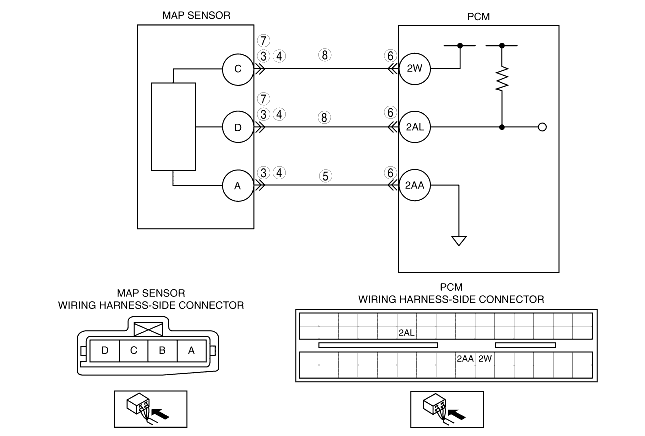 MAP SENSOR
PCM
7
3 4 8 6
C 2W
7
3 4 8 6
D 2AL
3 4 5 6
A 2AA
MAP SENSOR
WIRING HARNESS-SIDE CONNECTOR
D C B A
PCM
WIRING HARNESS-SIDE CONNECTOR
2AL
2AA 2W